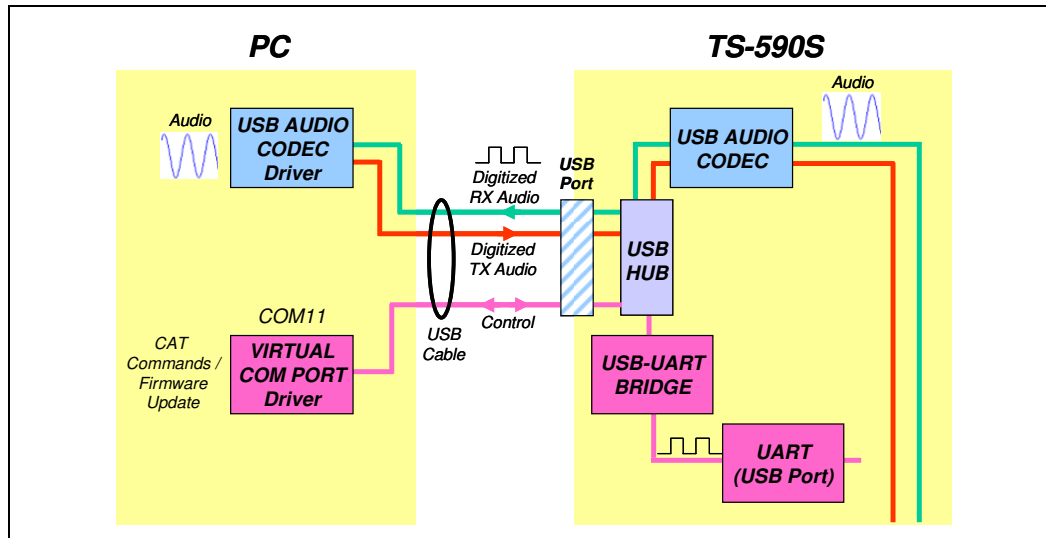 PC
TS-590S
Audio
USB AUDIO
CODEC
Driver
Digitized
RX Audio
USB
Port
Audio
USB AUDIO
CODEC
Digitized
TX Audio
USB
HUB
COM11
CAT
Commands /
Firmware
Update
VIRTUAL
COM PORT
Driver
USB
Cable
Control
USB-UART
BRIDGE
UART
(USB Port)